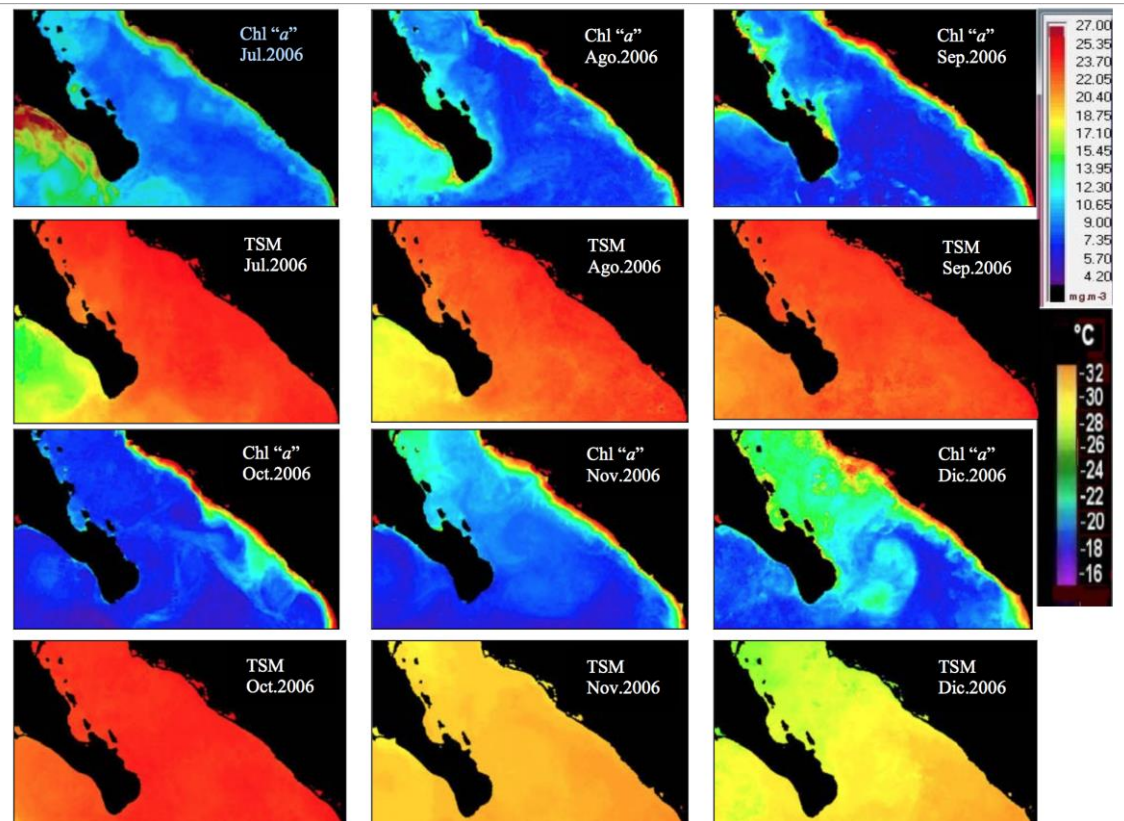 Chl “a”
Jul.2006
Chl “a”
Ago.2006
Chl “a”
Sep.2006
27.00
25.35
23.70
22.05
20.40
18.75
17.10
15.45
13.95
12.30
10.65
9.00
7.35
5.70
4.20
mg.m-3
TSM
Jul.2006
TSM
Ago.2006
TSM
Sep.2006
°C
-32
-30
-28
-26
-24
-22
-20
-18
-16
Chl “a”
Oct.2006
Chl “a”
Nov.2006
Chl “a”
Dic.2006
TSM
Oct.2006
TSM
Nov.2006
TSM
Dic.2006